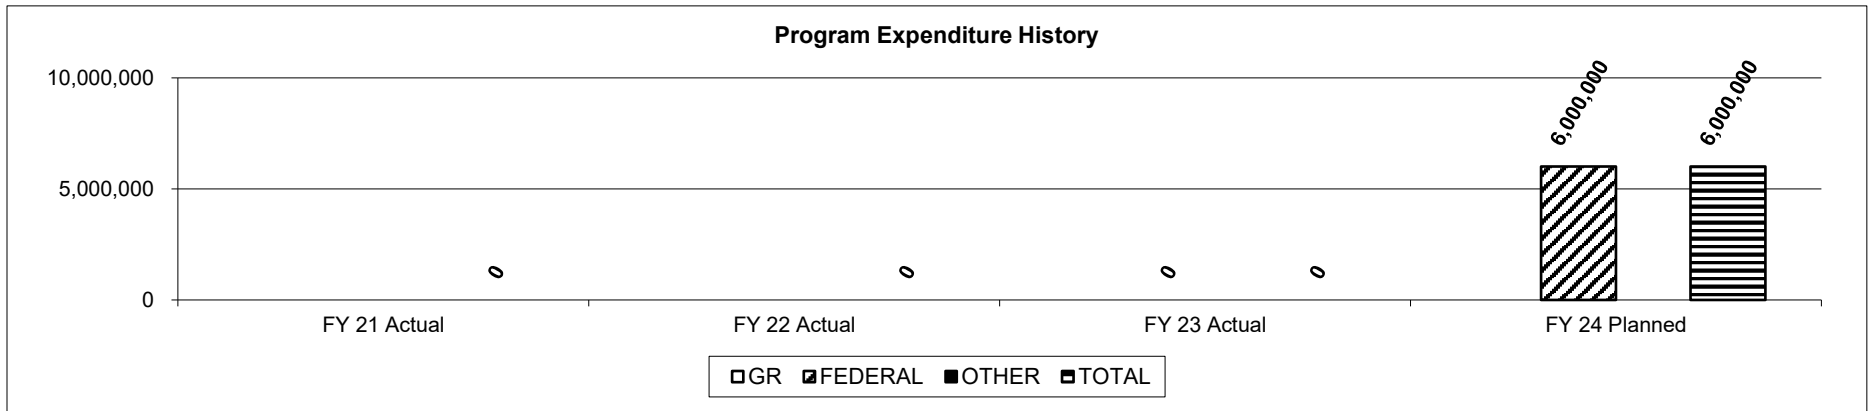 Program Expenditure History
10,000,000
5,000,000
0
0
0
0
0
6,000,000
6,000,000
FY 21 Actual
FY 22 Actual
FY 23 Actual
FY 24 Planned
GR FEDERAL OTHER TOTAL